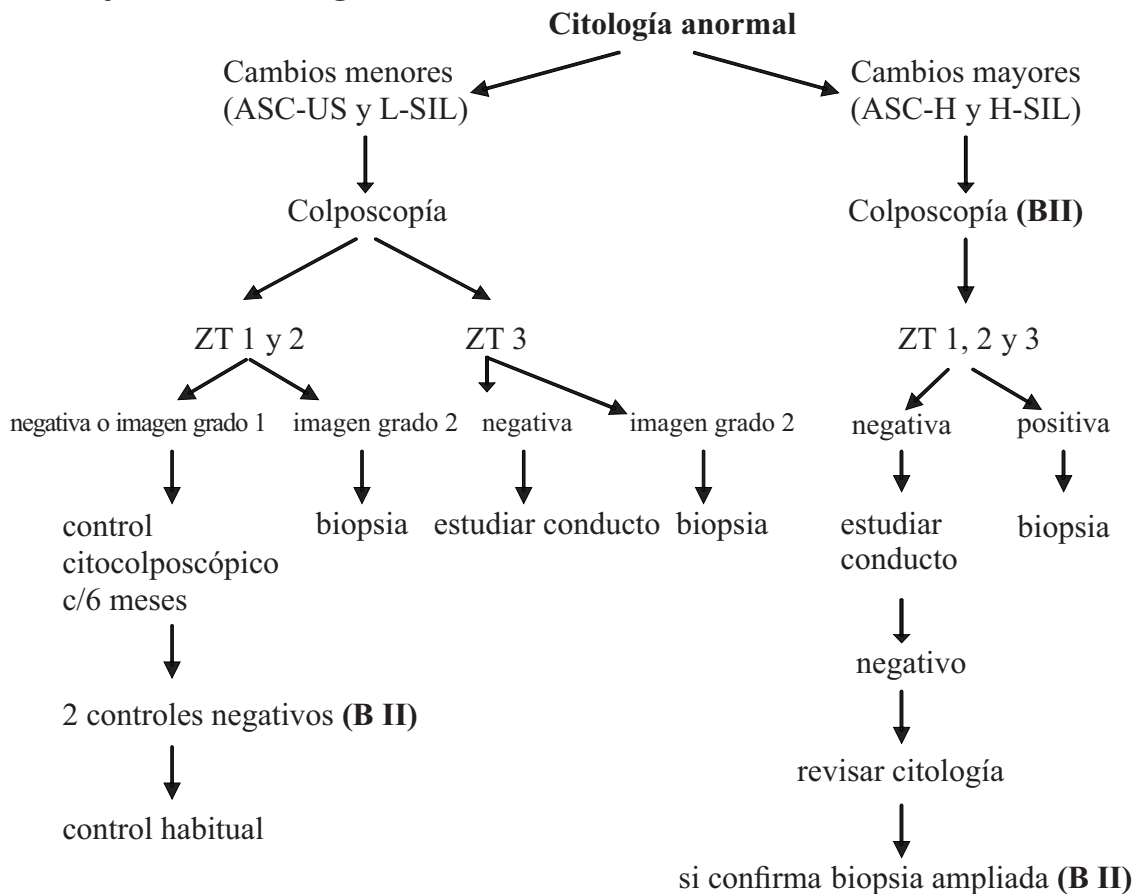 Citología anormal
Cambios menores
(ASC-US y L-SIL)
Cambios mayores
(ASC-H y H-SIL)
Colposcopía
Colposcopía (BII)
ZT 1 y 2
ZT 3
ZT 1, 2 y 3
negativa o imagen grado 1
imagen grado 2
negativa
imagen grado 2
negativa
positiva
control
citocolposcópico
c/6 meses
biopsia
estudiar conducto
biopsia
estudiar
conducto
biopsia
negativo
2 controles negativos (B II)
revisar citología
control habitual
si confirma biopsia ampliada (B II)